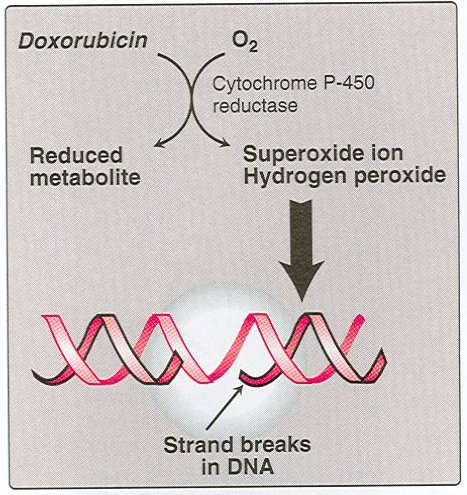 Doxorubicin
O2
Cytochrome P-450
reductase
Reduced
metabolite
Superoxide ion
Hydrogen peroxide
Strand breaks
in DNA